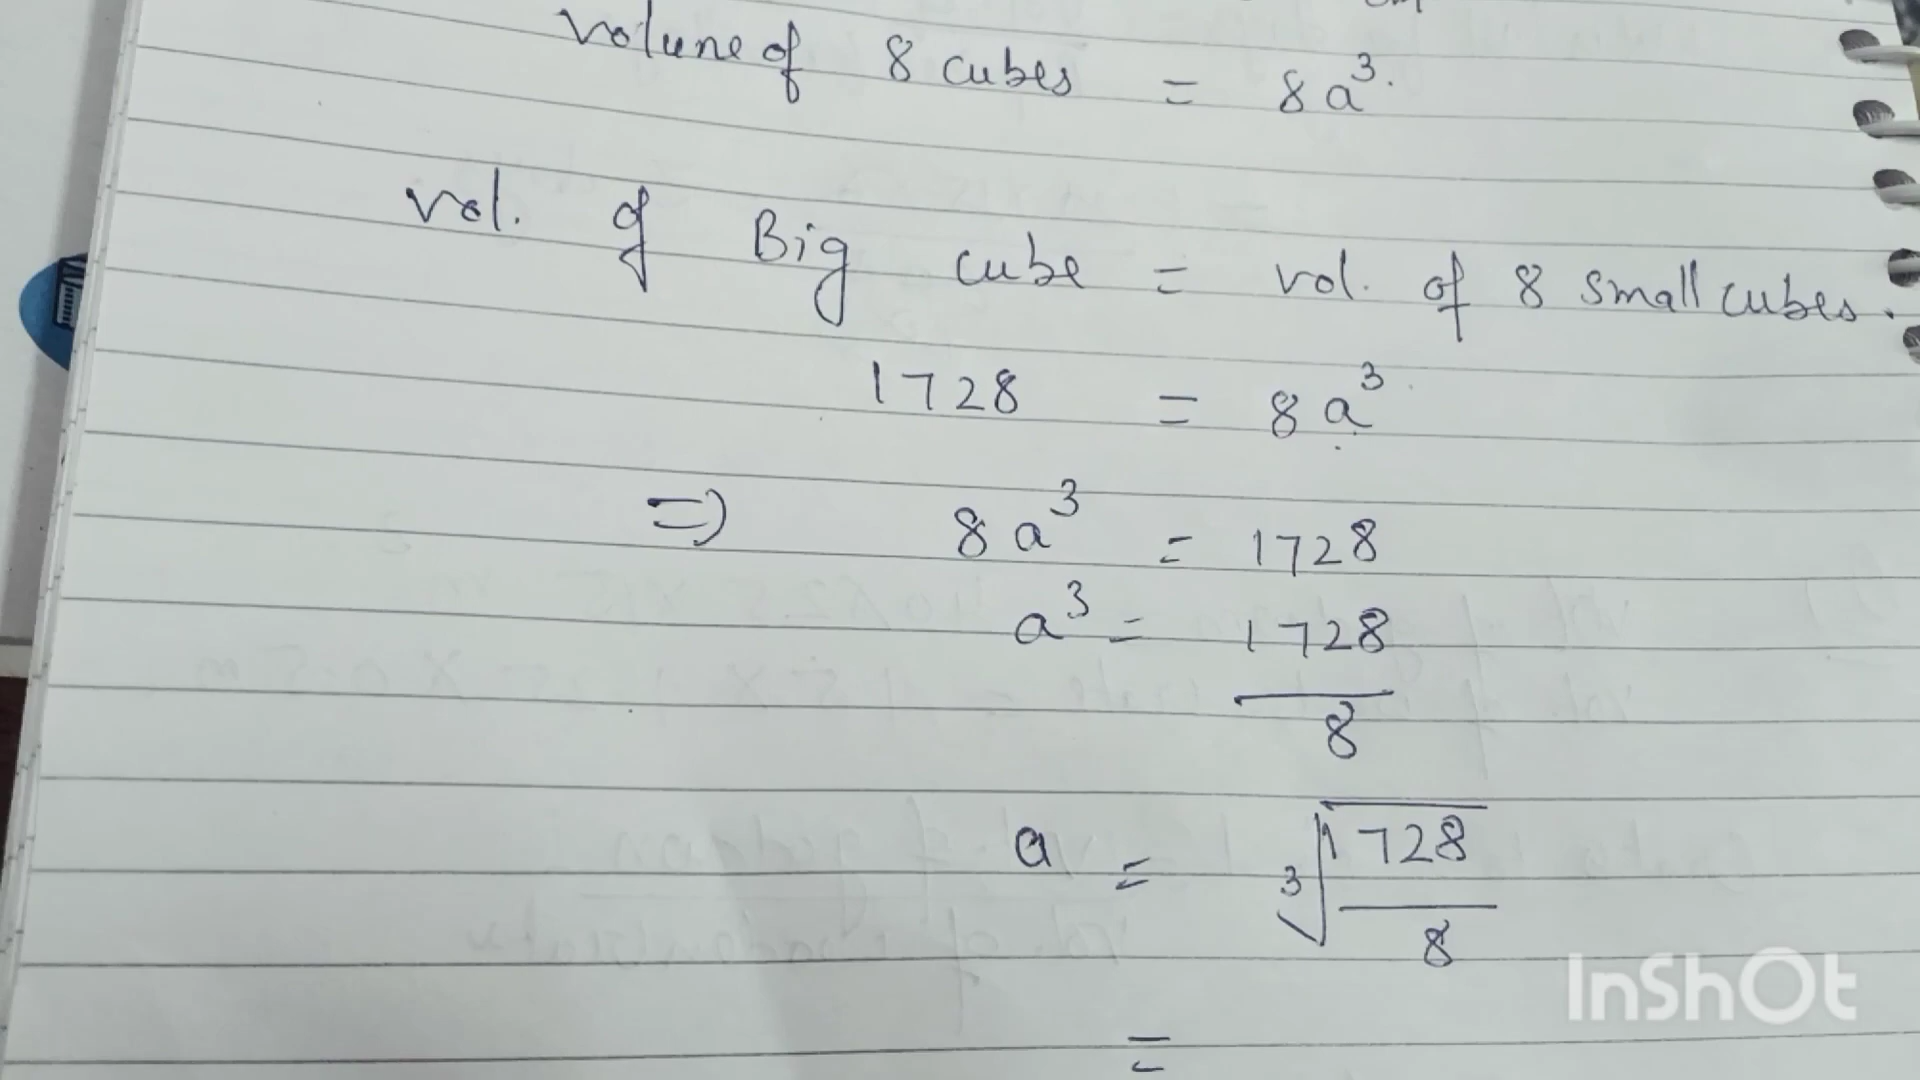 Volume of 8 cubes = 8a³.
vol. of Big cube = vol. of 8 small cubes.
1728 = 8a³
=) 8a³ = 1728
a³ = 1728/8
a = ³√1728/8
=
InShOt